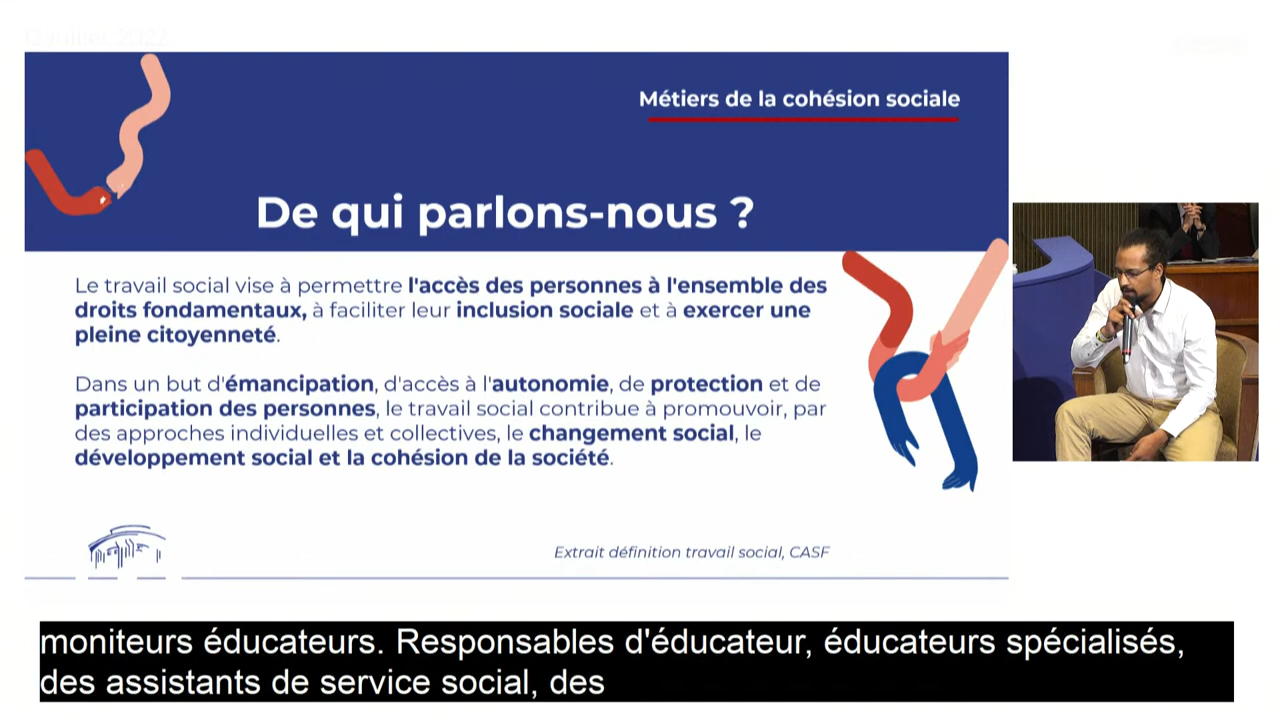 Métiers de la cohésion sociale
De qui parlons-nous ?
Le travail social vise à permettre l'accès des personnes à l'ensemble des
droits fondamentaux, à faciliter leur inclusion sociale et à exercer une
pleine citoyenneté.
Dans un but d'émancipation, d'accès à l'autonomie, de protection et de
participation des personnes, le travail social contribue à promouvoir, par
des approches individuelles et collectives, le changement social, le
développement social et la cohésion de la société.
Extrait définition travail social, CASF
moniteurs éducateurs. Responsables d'éducateur, éducateurs spécialisés,
des assistants de service social, des